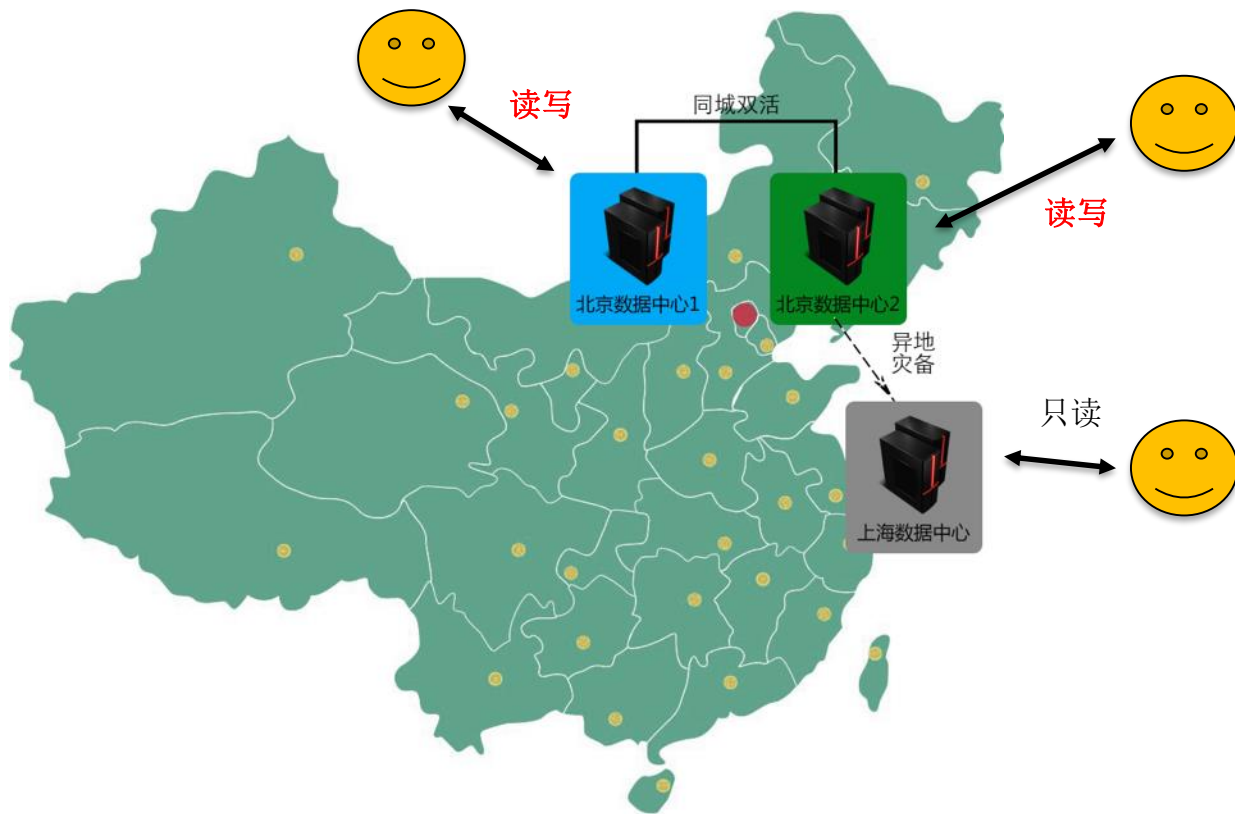 读写
同城双活
读写
北京数据中心1
北京数据中心2
异地
灾备
只读
上海数据中心